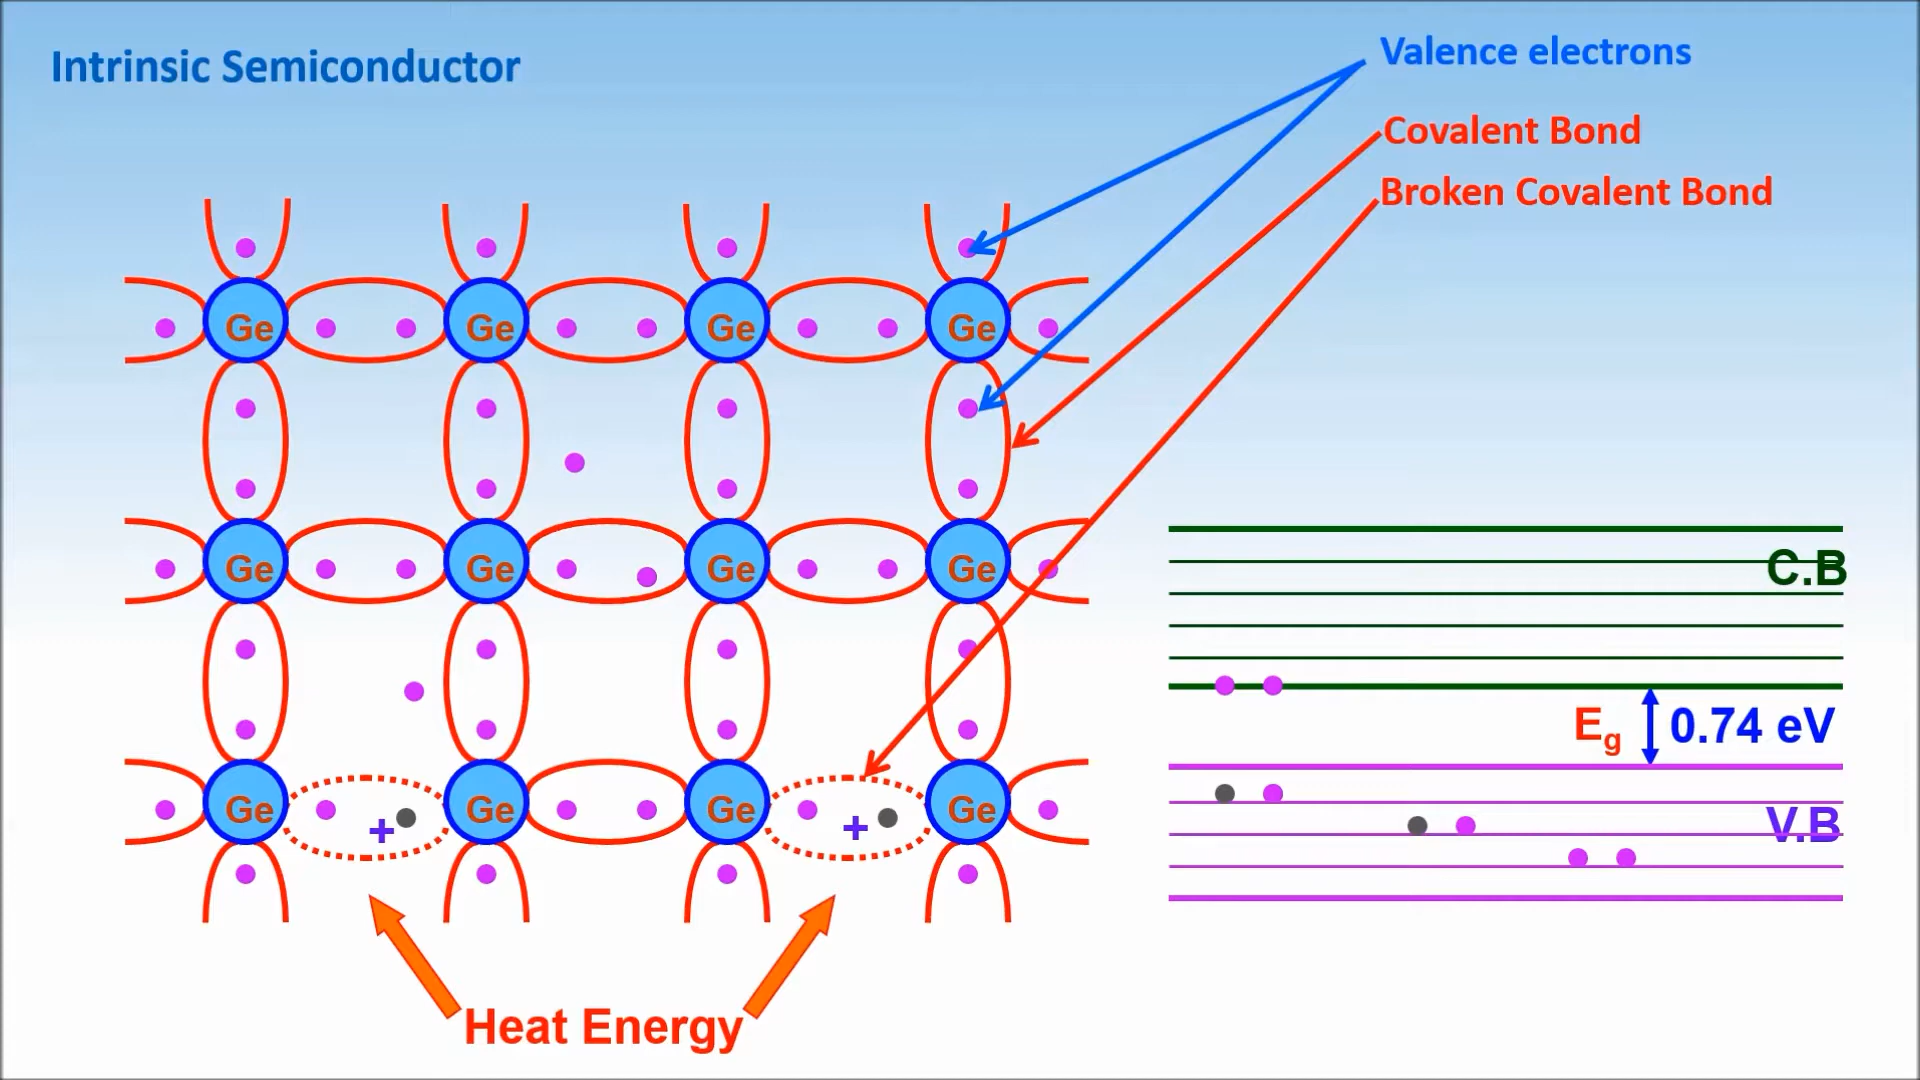 Intrinsic Semiconductor
Valence electrons
Covalent Bond
Broken Covalent Bond
Ge Ge Ge Ge
Ge Ge Ge Ge
C.B
Eg 0.74 eV
Ge + Ge Ge + Ge
V.B
Heat Energy